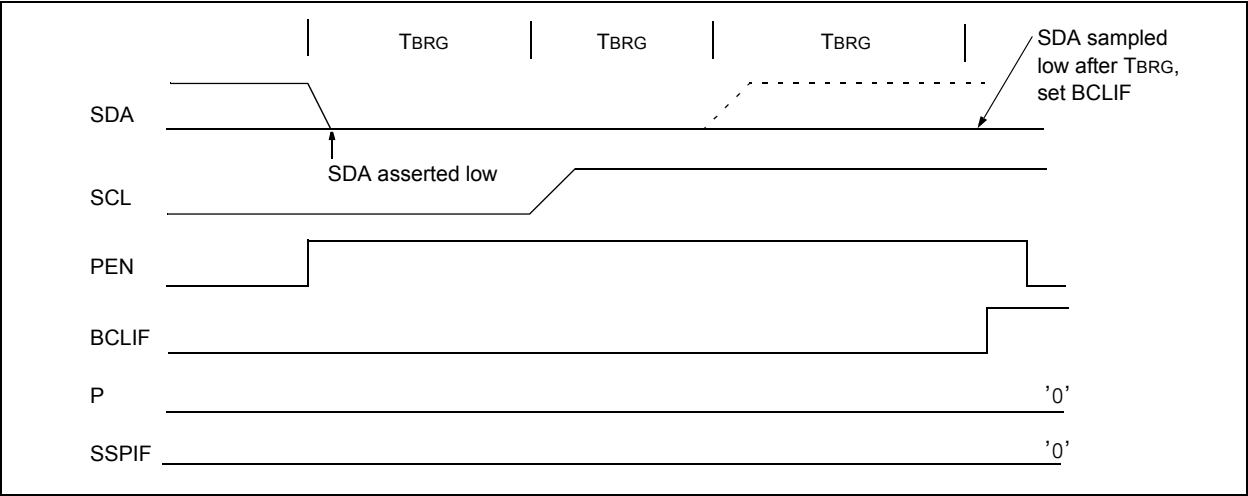 TBRG
TBRG
TBRG
SDA sampled
low after TBRG,
set BCLIF
SDA
SDA asserted low
SCL
PEN
BCLIF
P
'0'
SSPIF
'0'